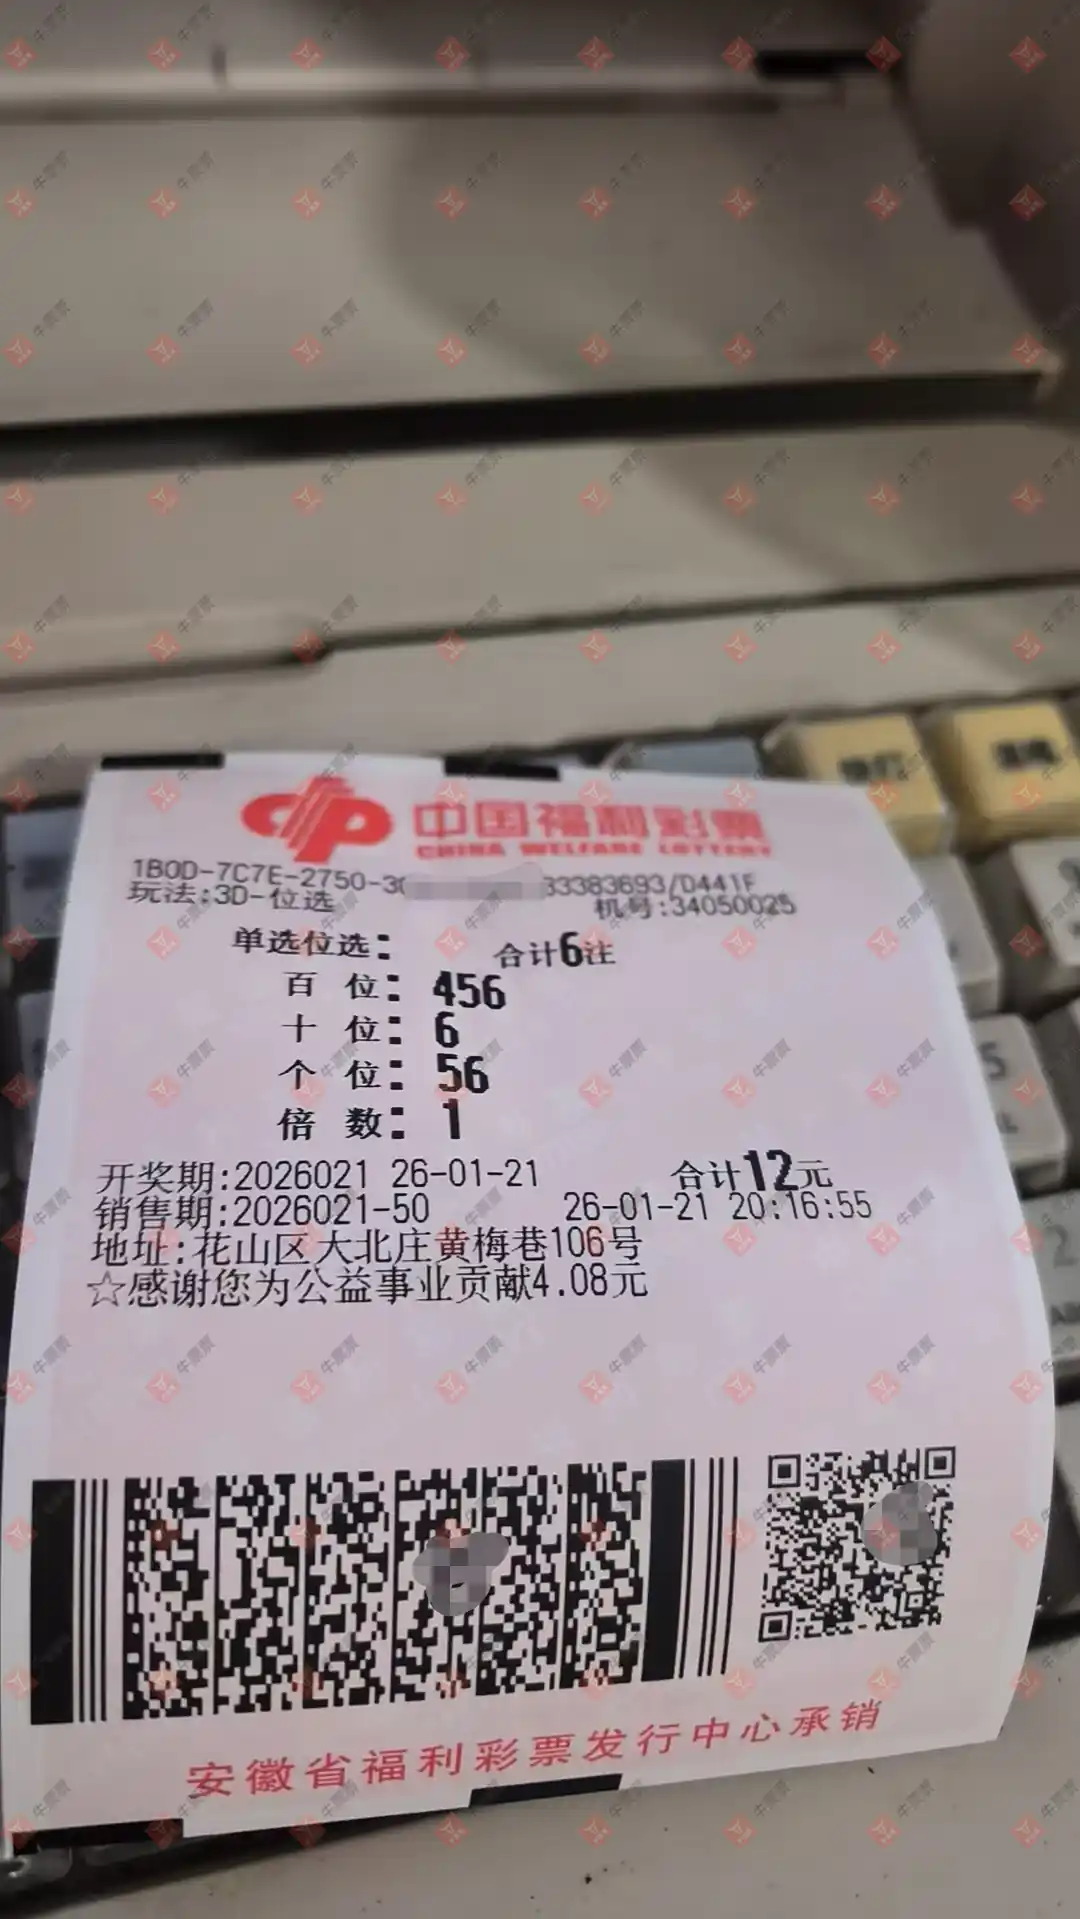 中国福利彩票
CHINA WELFARE LOTTERY
1B0D-7C7E-2750-30 33383693/D441F
玩法:3D-位选 机号:34050025
单选位选: 合计6注
百 位: 456
十 位: 6
个 位: 56
倍 数: 1
开奖期:2026021 26-01-21 合计12元
销售期:2026021-50 26-01-21 20:16:55
地址:花山区大北庄黄梅巷106号
☆感谢您为公益事业贡献4.08元
安徽省福利彩票发行中心承销
牛票票